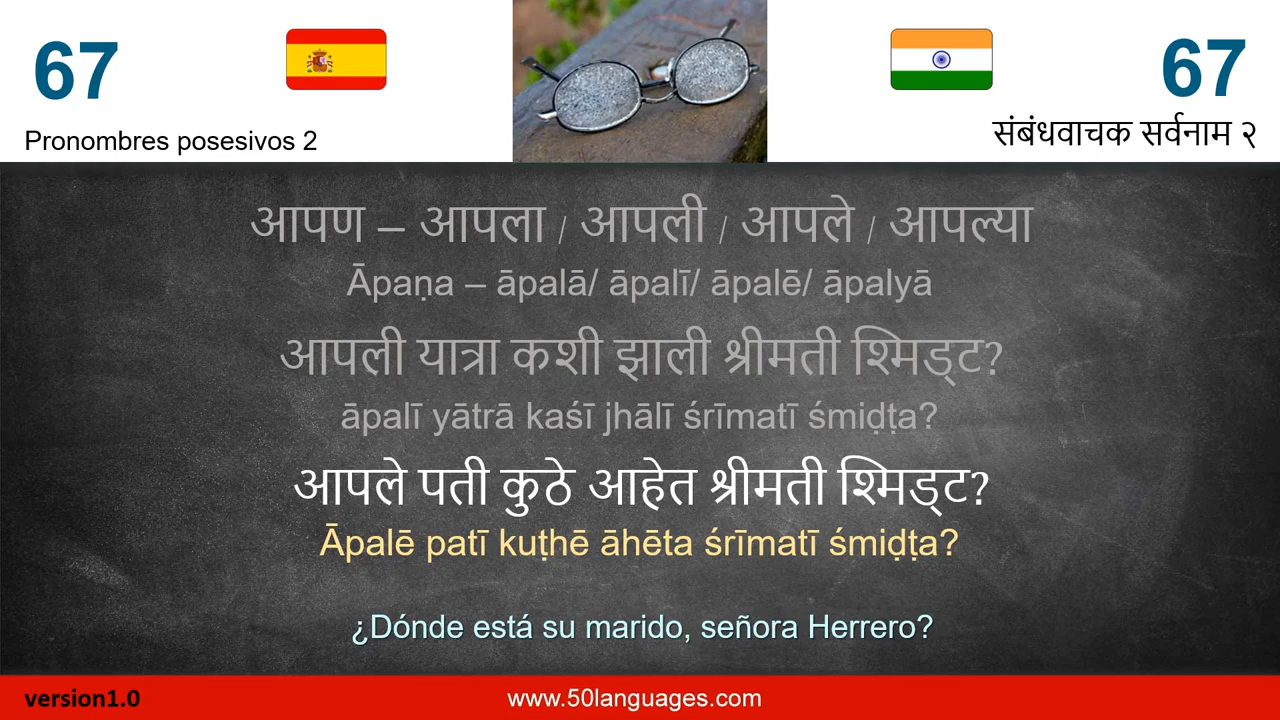 67
67
Pronombres posesivos 2
संबंधवाचक सर्वनाम २
आपण – आपला / आपली / आपले / आपल्या
Āpaṇa – āpalā/ āpalī/ āpalē/ āpalyā
आपली यात्रा कशी झाली श्रीमती श्मिड्ट?
āpalī yātrā kaśī jhālī śrīmatī śmiḍṭa?
आपले पती कुठे आहेत श्रीमती श्मिड्ट?
Āpalē patī kuṭhē āhēta śrīmatī śmiḍṭa?
¿Dónde está su marido, señora Herrero?
version1.0
www.50languages.com